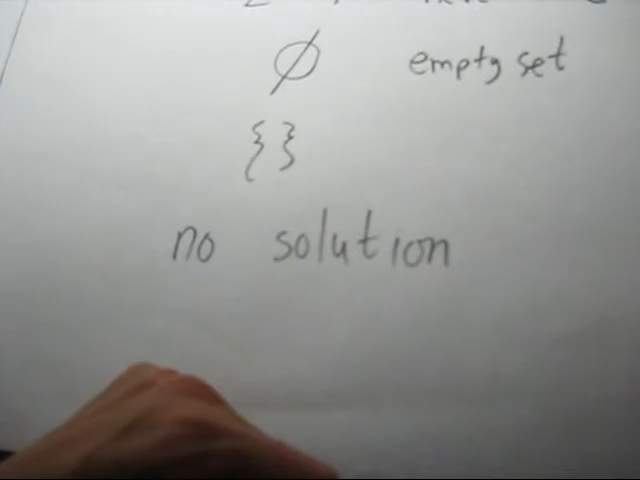 ∅ empty set
{ }
no solution